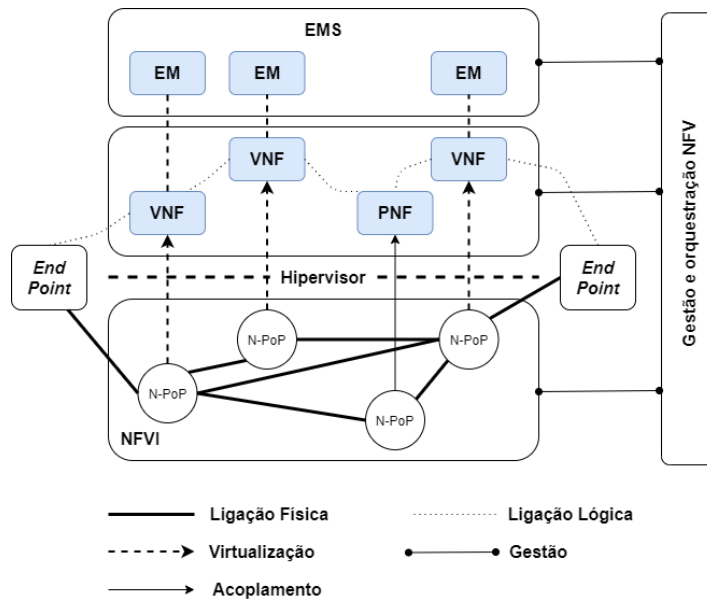 EMS
EM
EM
EM
VNF
VNF
VNF
PNF
End
Point
Hipervisor
End
Point
N-PoP
N-PoP
N-PoP
N-PoP
NFVI
Gestão e orquestração NFV
Ligação Física
Ligação Lógica
Virtualização
Gestão
Acoplamento